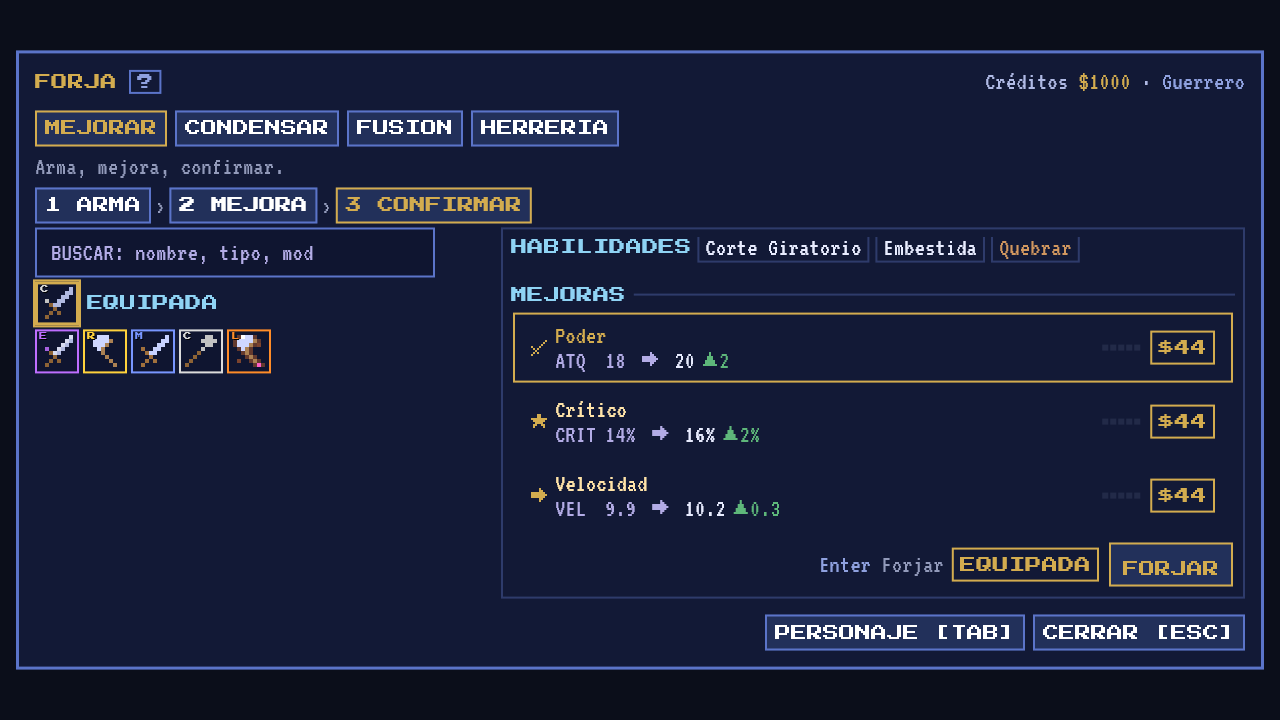 FORJA ?
Créditos $1000 · Guerrero
MEJORAR CONDENSAR FUSION HERRERIA
Arma, mejora, confirmar.
1 ARMA › 2 MEJORA › 3 CONFIRMAR
BUSCAR: nombre, tipo, mod
C EQUIPADA
E R M C L
HABILIDADES Corte Giratorio Embestida Quebrar
MEJORAS
Poder
ATQ 18 20 2
$44
Crítico
CRIT 14% 16% 2%
$44
Velocidad
VEL 9.9 10.2 0.3
$44
Enter Forjar EQUIPADA FORJAR
PERSONAJE [TAB] CERRAR [ESC]